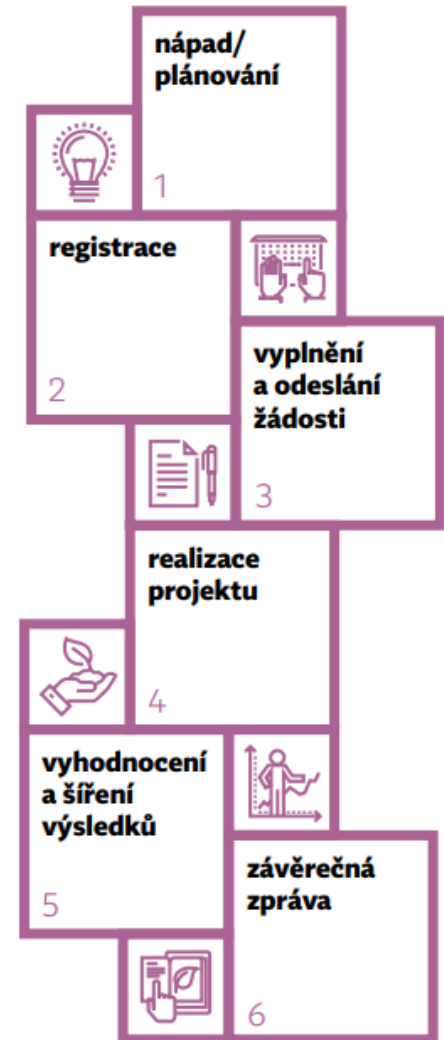 nápad/
plánování
1
registrace
2
vyplnění
a odeslání
žádosti
3
realizace
projektu
4
vyhodnocení
a šíření
výsledků
5
závěrečná
zpráva
6